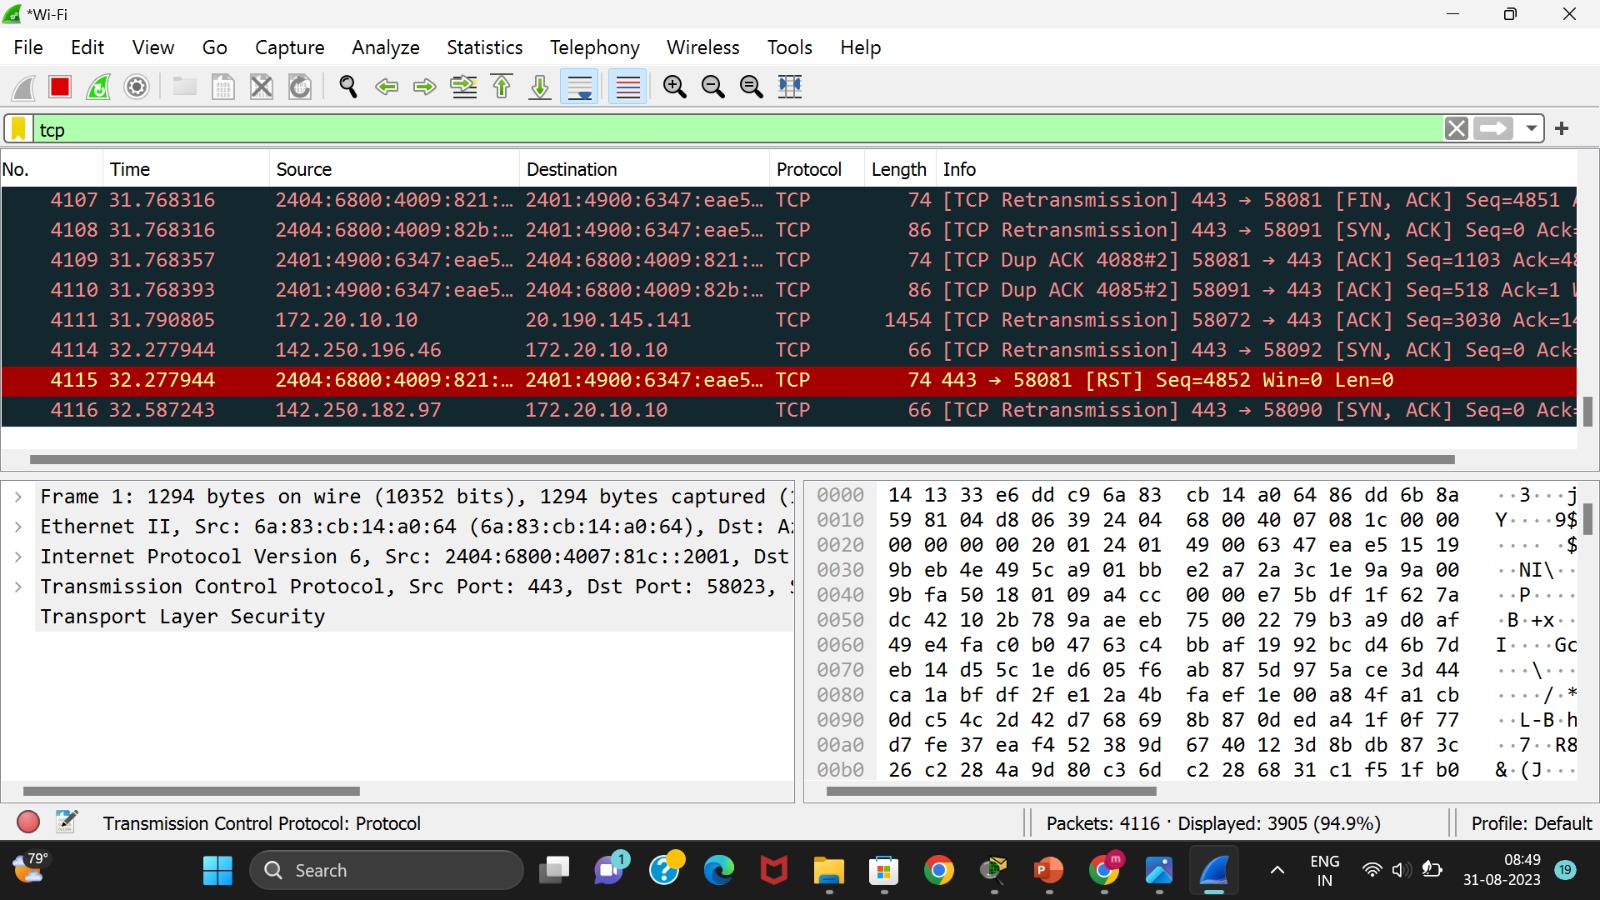 *Wi-Fi
File Edit View Go Capture Analyze Statistics Telephony Wireless Tools Help
tcp
No. Time Source Destination Protocol Length Info
4107 31.768316 2404:6800:4009:821:… 2401:4900:6347:eae5… TCP 74 [TCP Retransmission] 443 → 58081 [FIN, ACK] Seq=4851
4108 31.768316 2404:6800:4009:82b:… 2401:4900:6347:eae5… TCP 86 [TCP Retransmission] 443 → 58091 [SYN, ACK] Seq=0 Ack=
4109 31.768357 2401:4900:6347:eae5… 2404:6800:4009:821:… TCP 74 [TCP Dup ACK 4088#2] 58081 → 443 [ACK] Seq=1103 Ack=48
4110 31.768393 2401:4900:6347:eae5… 2404:6800:4009:82b:… TCP 86 [TCP Dup ACK 4085#2] 58091 → 443 [ACK] Seq=518 Ack=1
4111 31.790805 172.20.10.10 20.190.145.141 TCP 1454 [TCP Retransmission] 58072 → 443 [ACK] Seq=3030 Ack=14
4114 32.277944 142.250.196.46 172.20.10.10 TCP 66 [TCP Retransmission] 443 → 58092 [SYN, ACK] Seq=0 Ack=
4115 32.277944 2404:6800:4009:821:… 2401:4900:6347:eae5… TCP 74 443 → 58081 [RST] Seq=4852 Win=0 Len=0
4116 32.587243 142.250.182.97 172.20.10.10 TCP 66 [TCP Retransmission] 443 → 58090 [SYN, ACK] Seq=0 Ack=
Frame 1: 1294 bytes on wire (10352 bits), 1294 bytes captured (
Ethernet II, Src: 6a:83:cb:14:a0:64 (6a:83:cb:14:a0:64), Dst: A
Internet Protocol Version 6, Src: 2404:6800:4007:81c::2001, Dst
Transmission Control Protocol, Src Port: 443, Dst Port: 58023,
Transport Layer Security
0000 14 13 33 e6 dd c9 6a 83 cb 14 a0 64 86 dd 6b 8a ··3···j
0010 59 81 04 d8 06 39 24 04 68 00 40 07 08 1c 00 00 Y····9$
0020 00 00 00 00 20 01 24 01 49 00 63 47 ea e5 15 19 ···· ·$
0030 9b eb 4e 49 5c a9 01 bb e2 a7 2a 3c 1e 9a 9a 00 ··NI\··
0040 9b fa 50 18 01 09 a4 cc 00 00 e7 5b df 1f 62 7a ··P····
0050 dc 42 10 2b 78 9a ae eb 75 00 22 79 b3 a9 d0 af ·B·+x··
0060 49 e4 fa c0 b0 47 63 c4 bb af 19 92 bc d4 6b 7d I····Gc
0070 eb 14 d5 5c 1e d6 05 f6 ab 87 5d 97 5a ce 3d 44 ···\···
0080 ca 1a bf df 2f e1 2a 4b fa ef 1e 00 a8 4f a1 cb ····/·*
0090 0d c5 4c 2d 42 d7 68 69 8b 87 0d ed a4 1f 0f 77 ··L-B·h
00a0 d7 fe 37 ea f4 52 38 9d 67 40 12 3d 8b db 87 3c ··7··R8
00b0 26 c2 28 4a 9d 80 c3 6d c2 28 68 31 c1 f5 1f b0 &·(J···
Transmission Control Protocol: Protocol
Packets: 4116 · Displayed: 3905 (94.9%)
Profile: Default
79°
Search
1
m
ENG
IN
08:49
31-08-2023
19